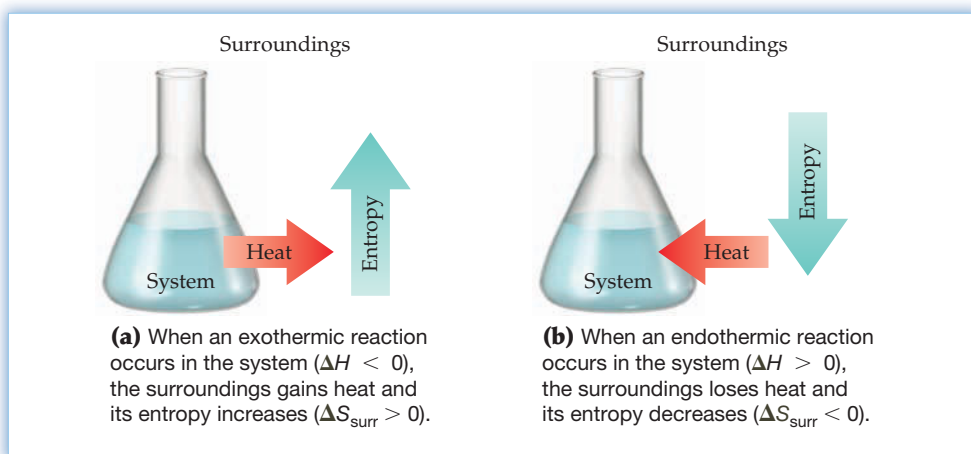 Surroundings
Heat
Entropy
System
(a) When an exothermic reaction
occurs in the system (ΔH < 0),
the surroundings gains heat and
its entropy increases (ΔS_surr > 0).
Surroundings
Entropy
Heat
System
(b) When an endothermic reaction
occurs in the system (ΔH > 0),
the surroundings loses heat and
its entropy decreases (ΔS_surr < 0).